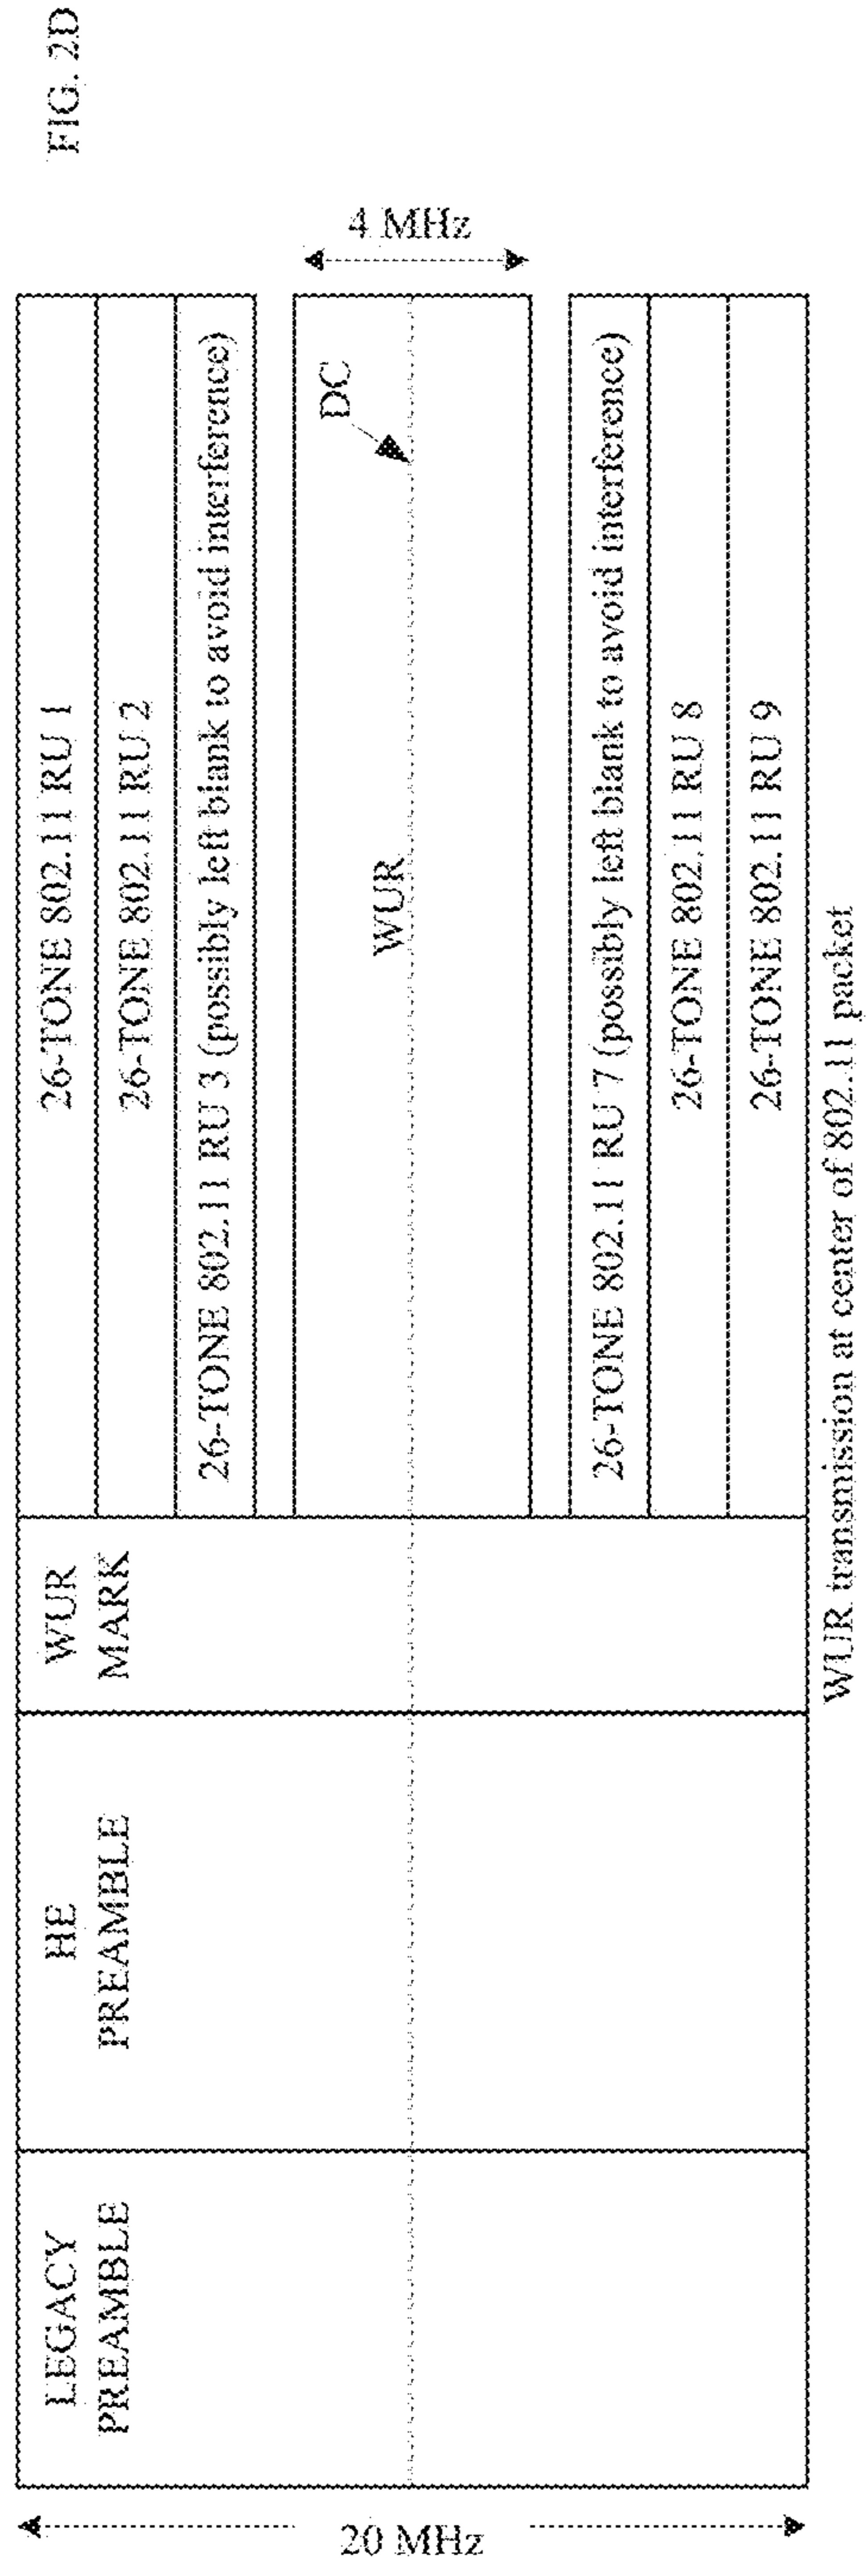 FIG. 2D
20 MHz
LEGACY
PREAMBLE
HE
PREAMBLE
WUR
MARK
26-TONE 802.11 RU 1
26-TONE 802.11 RU 2
26-TONE 802.11 RU 3 (possibly left blank to avoid interference)
DC
WUR
4 MHz
26-TONE 802.11 RU 7 (possibly left blank to avoid interference)
26-TONE 802.11 RU 8
26-TONE 802.11 RU 9
WUR transmission at center of 802.11 packet